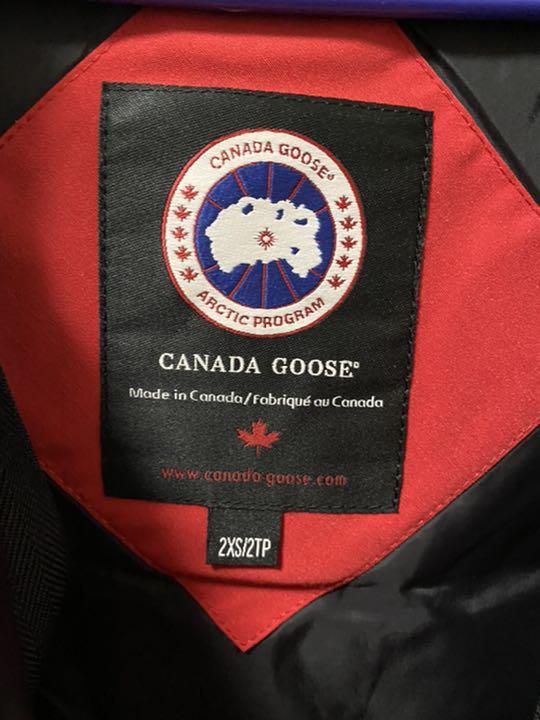 CANADA GOOSE®
ARCTIC PROGRAM
CANADA GOOSE®
Made in Canada/Fabriqué au Canada
www.canada-goose.com
2XS/2TP